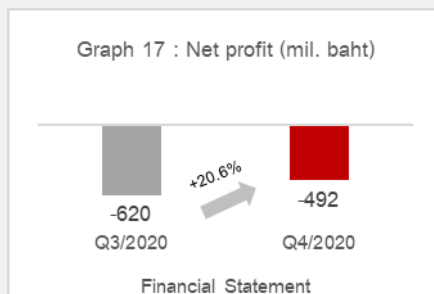 Graph 17 : Net profit (mil. baht)
+20.6%
-620
-492
Q3/2020
Q4/2020
Financial Statement